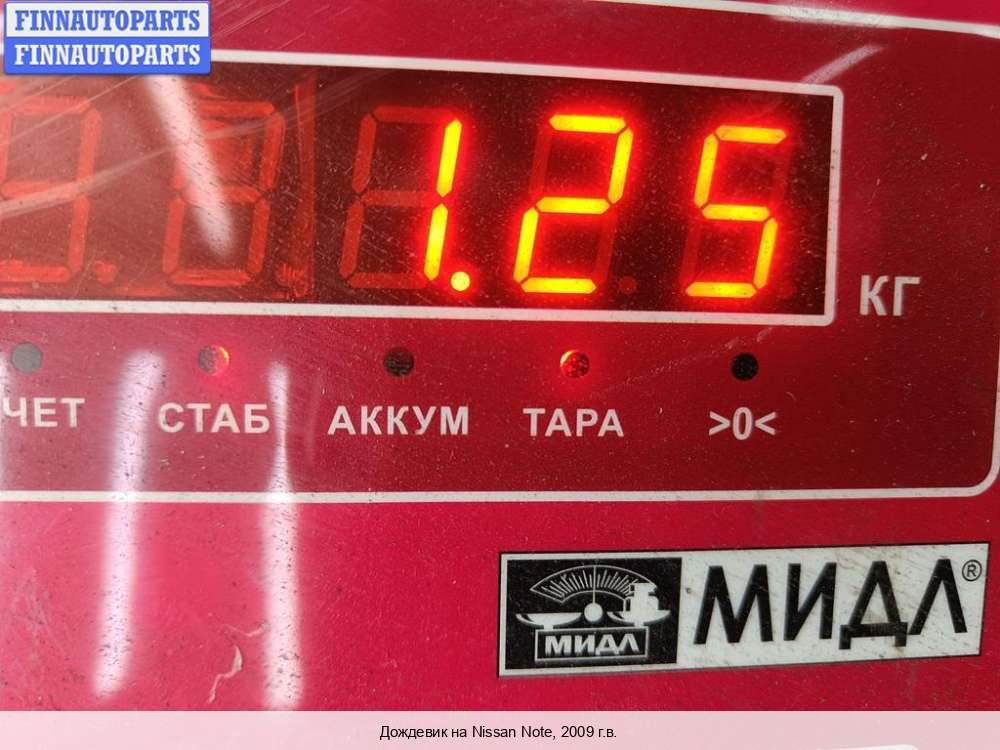 FINNAUTOPARTS
FINNAUTOPARTS
1.25
КГ
ЧЕТ СТАБ АККУМ ТАРА >0<
МИДЛ МИДЛ®
Дождевик на Nissan Note, 2009 г.в.